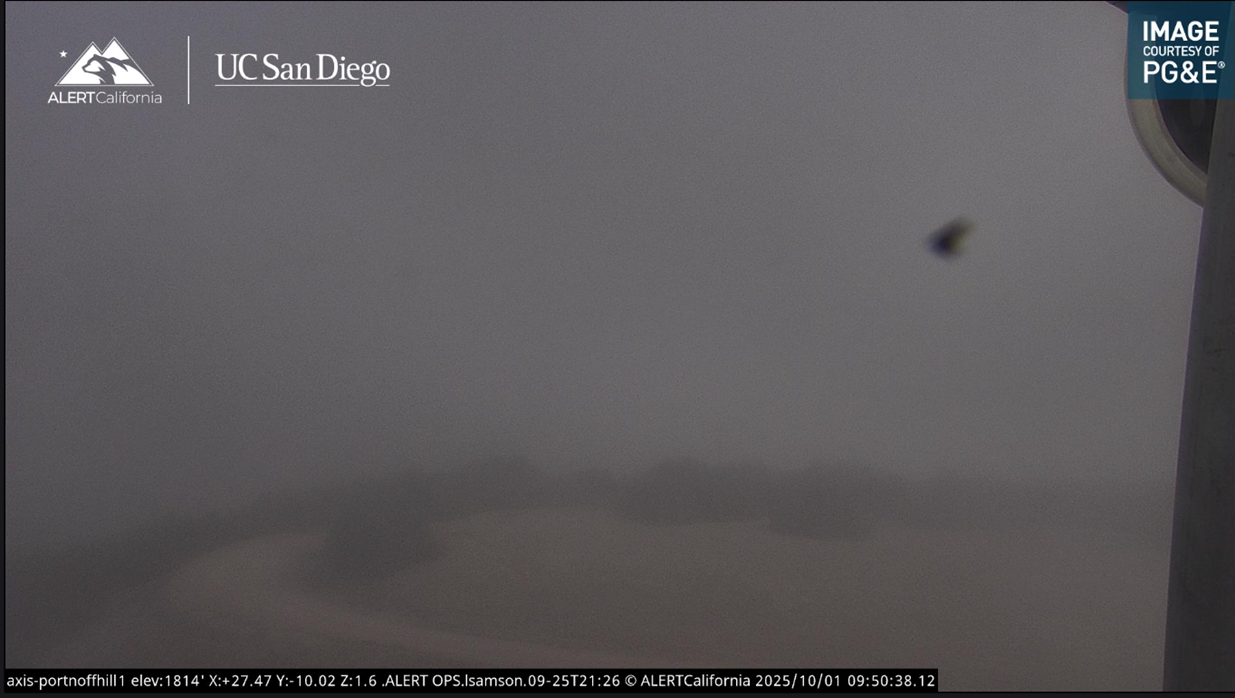 ALERTCalifornia
UC San Diego
IMAGE
COURTESY OF
PG&E®
axis-portnoffhill1 elev:1814' X:+27.47 Y:-10.02 Z:1.6 .ALERT OPS.lsamson.09-25T21:26 © ALERTCalifornia 2025/10/01 09:50:38.12